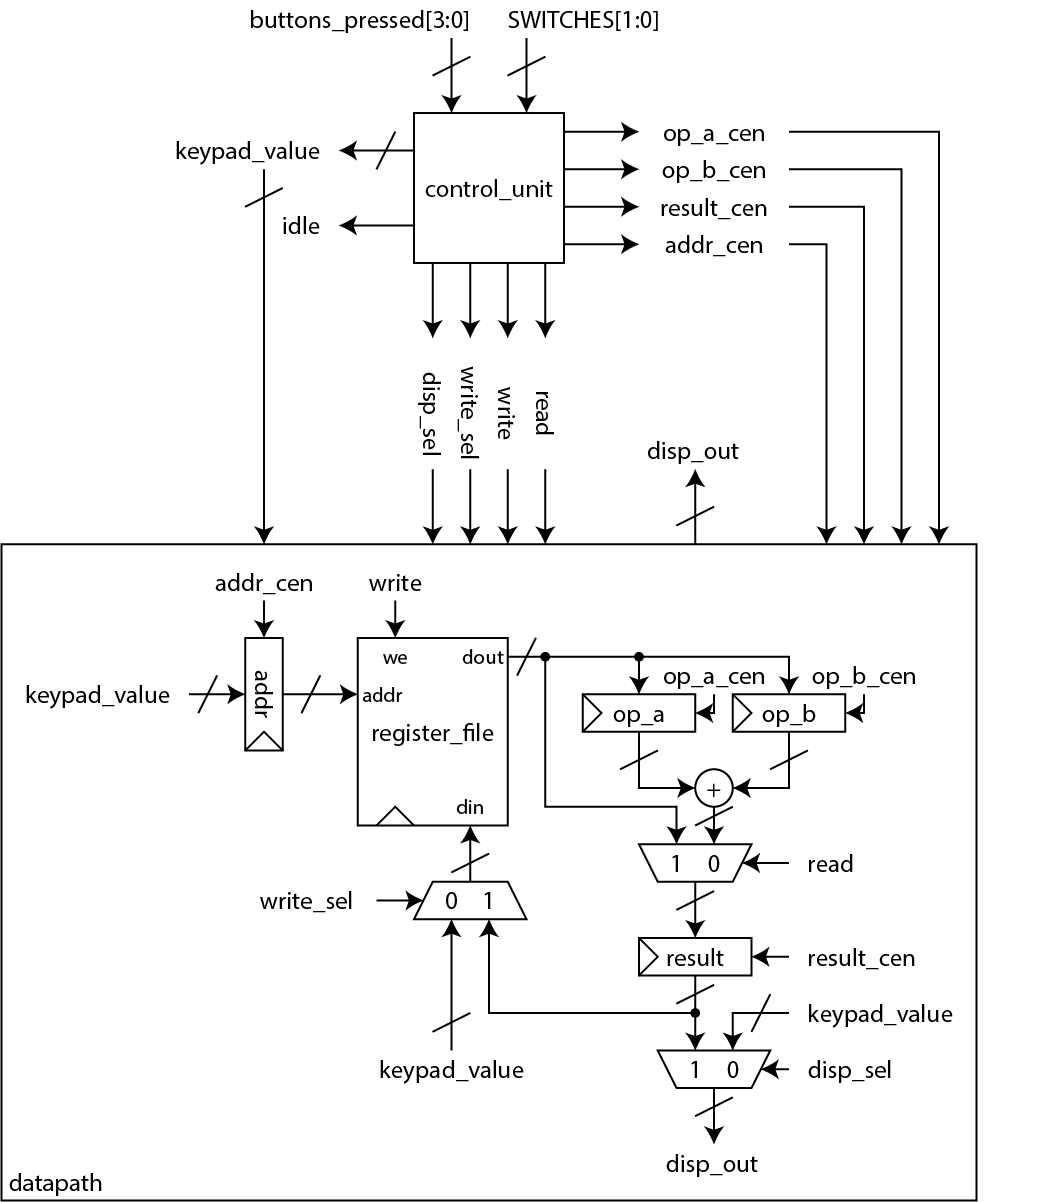 buttons_pressed[3:0] SWITCHES[1:0]
keypad_value
idle
control_unit
op_a_cen
op_b_cen
result_cen
addr_cen
disp_sel
write_sel
write
read
disp_out
addr_cen
write
keypad_value
addr
we
dout
addr
register_file
din
op_a_cen
op_b_cen
op_a
op_b
+
1 0
read
write_sel
0 1
result
result_cen
keypad_value
keypad_value
1 0
disp_sel
disp_out
datapath